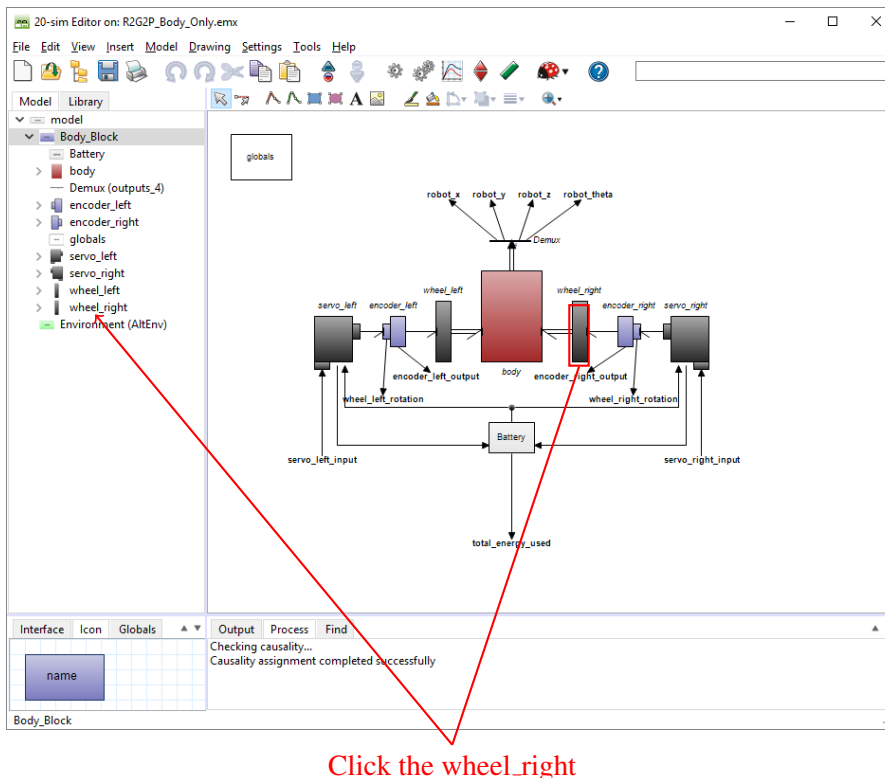 20-sim Editor on: R2G2P_Body_Only.emx
File Edit View Insert Model Drawing Settings Tools Help
Model Library
model
Body_Block
Battery
body
Demux (outputs_4)
encoder_left
encoder_right
globals
servo_left
servo_right
wheel_left
wheel_right
Environment (AltEnv)
globals
robot_x robot_y robot_z robot_theta
Demux
wheel_left wheel_right
servo_left encoder_left encoder_right servo_right
body
encoder_left_output encoder_right_output
wheel_left_rotation wheel_right_rotation
Battery
servo_left_input servo_right_input
total_energy_used
Interface Icon Globals
name
Output Process Find
Checking causality...
Causality assignment completed successfully
Body_Block
Click the wheel_right